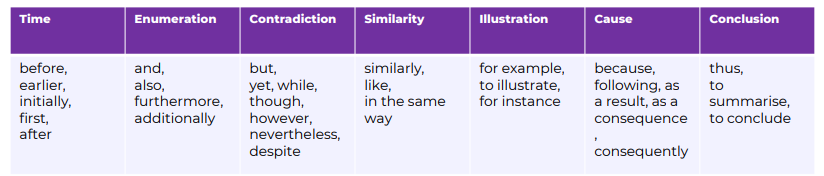 Time
Enumeration
Contradiction
Similarity
Illustration
Cause
Conclusion
before,
earlier,
initially,
first,
after
and,
also,
furthermore,
additionally
but,
yet, while,
though,
however,
nevertheless,
despite
similarly,
like,
in the same
way
for example,
to illustrate,
for instance
because,
following, as
a result, as a
consequence
,
consequently
thus,
to
summarise,
to conclude